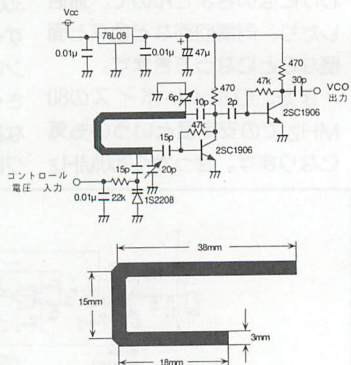 Vcc
78L08
0.01μ
0.01μ
47μ
+
470
470
47k
30p
VCO
出力
6p
10p
2p
2SC1906
47k
15p
2SC1906
15p
20p
コントロール
電圧 入力
0.01μ
22k
1S2208
38mm
15mm
3mm
18mm